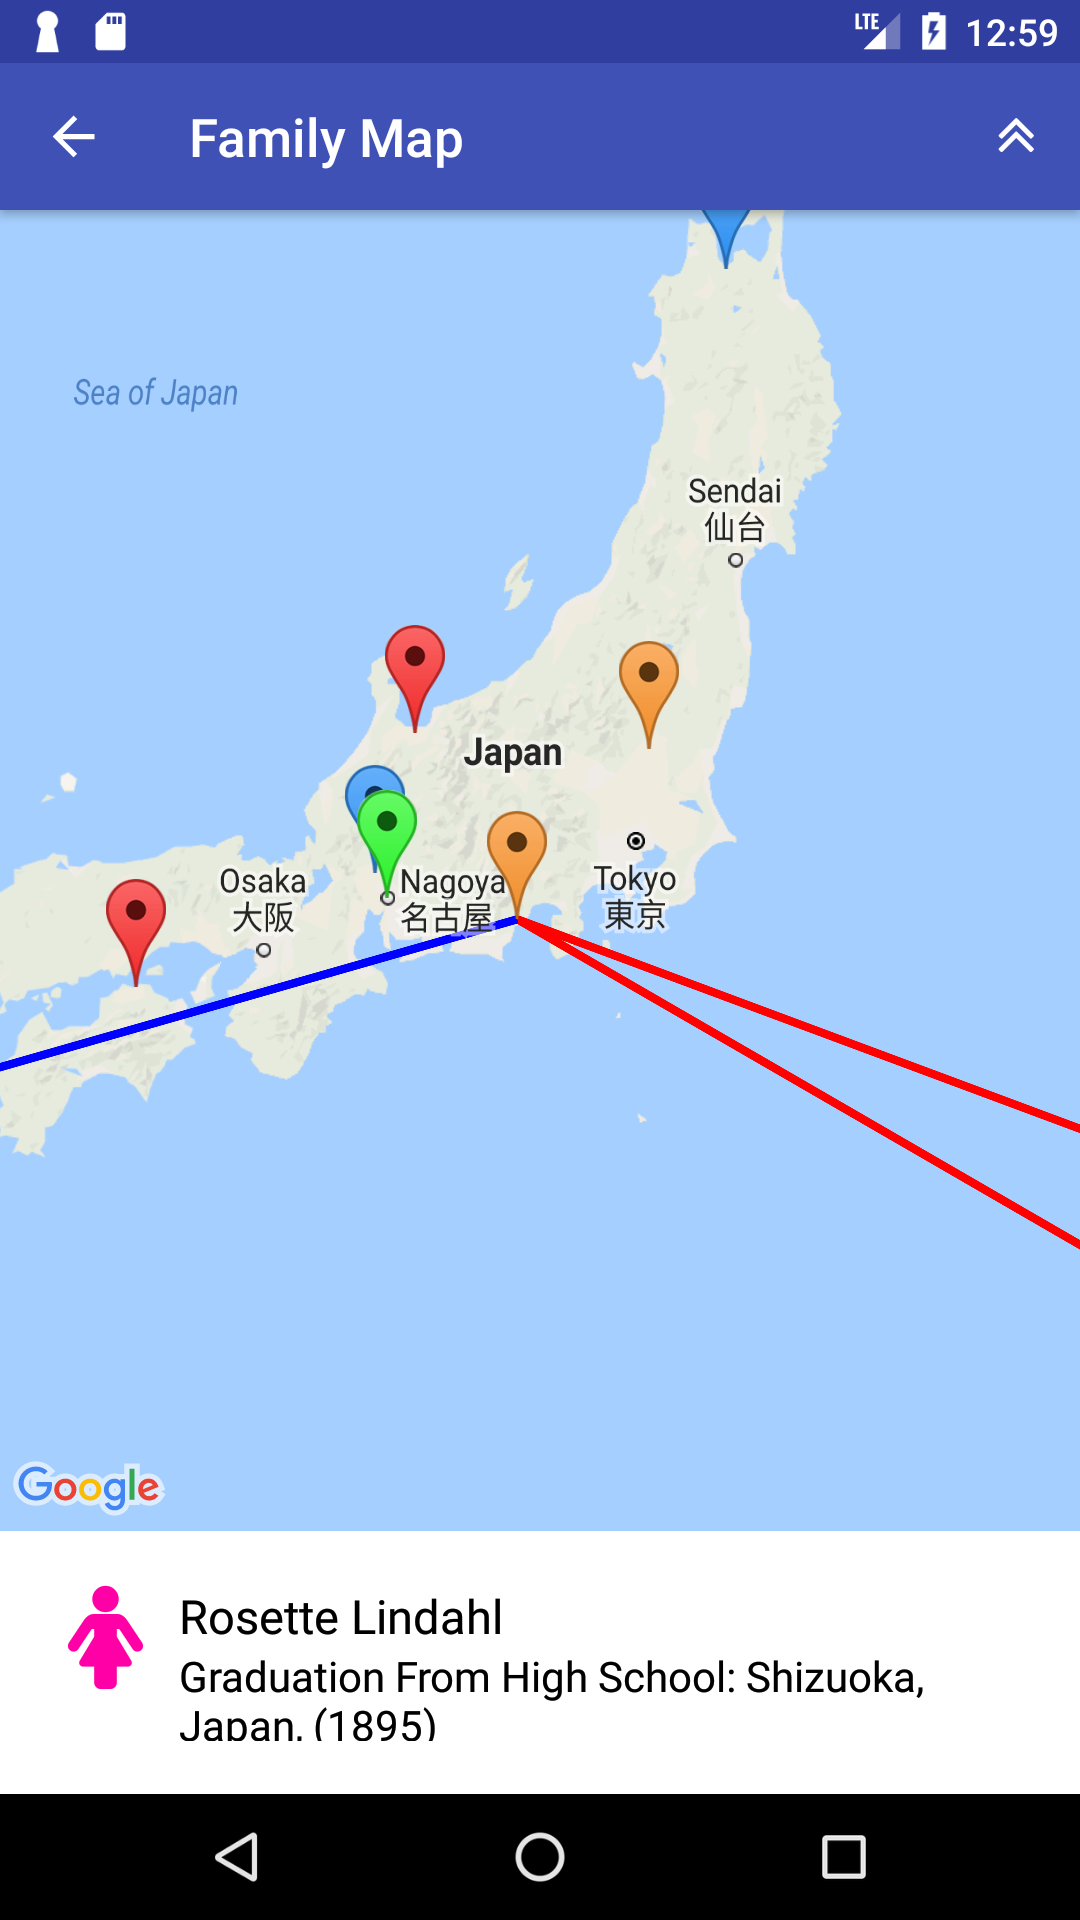 LTE 12:59
Family Map
Sea of Japan
Sendai
仙台
Japan
Osaka
大阪
Nagoya
名古屋
Tokyo
東京
Google
Rosette Lindahl
Graduation From High School: Shizuoka,
Japan, (1895)